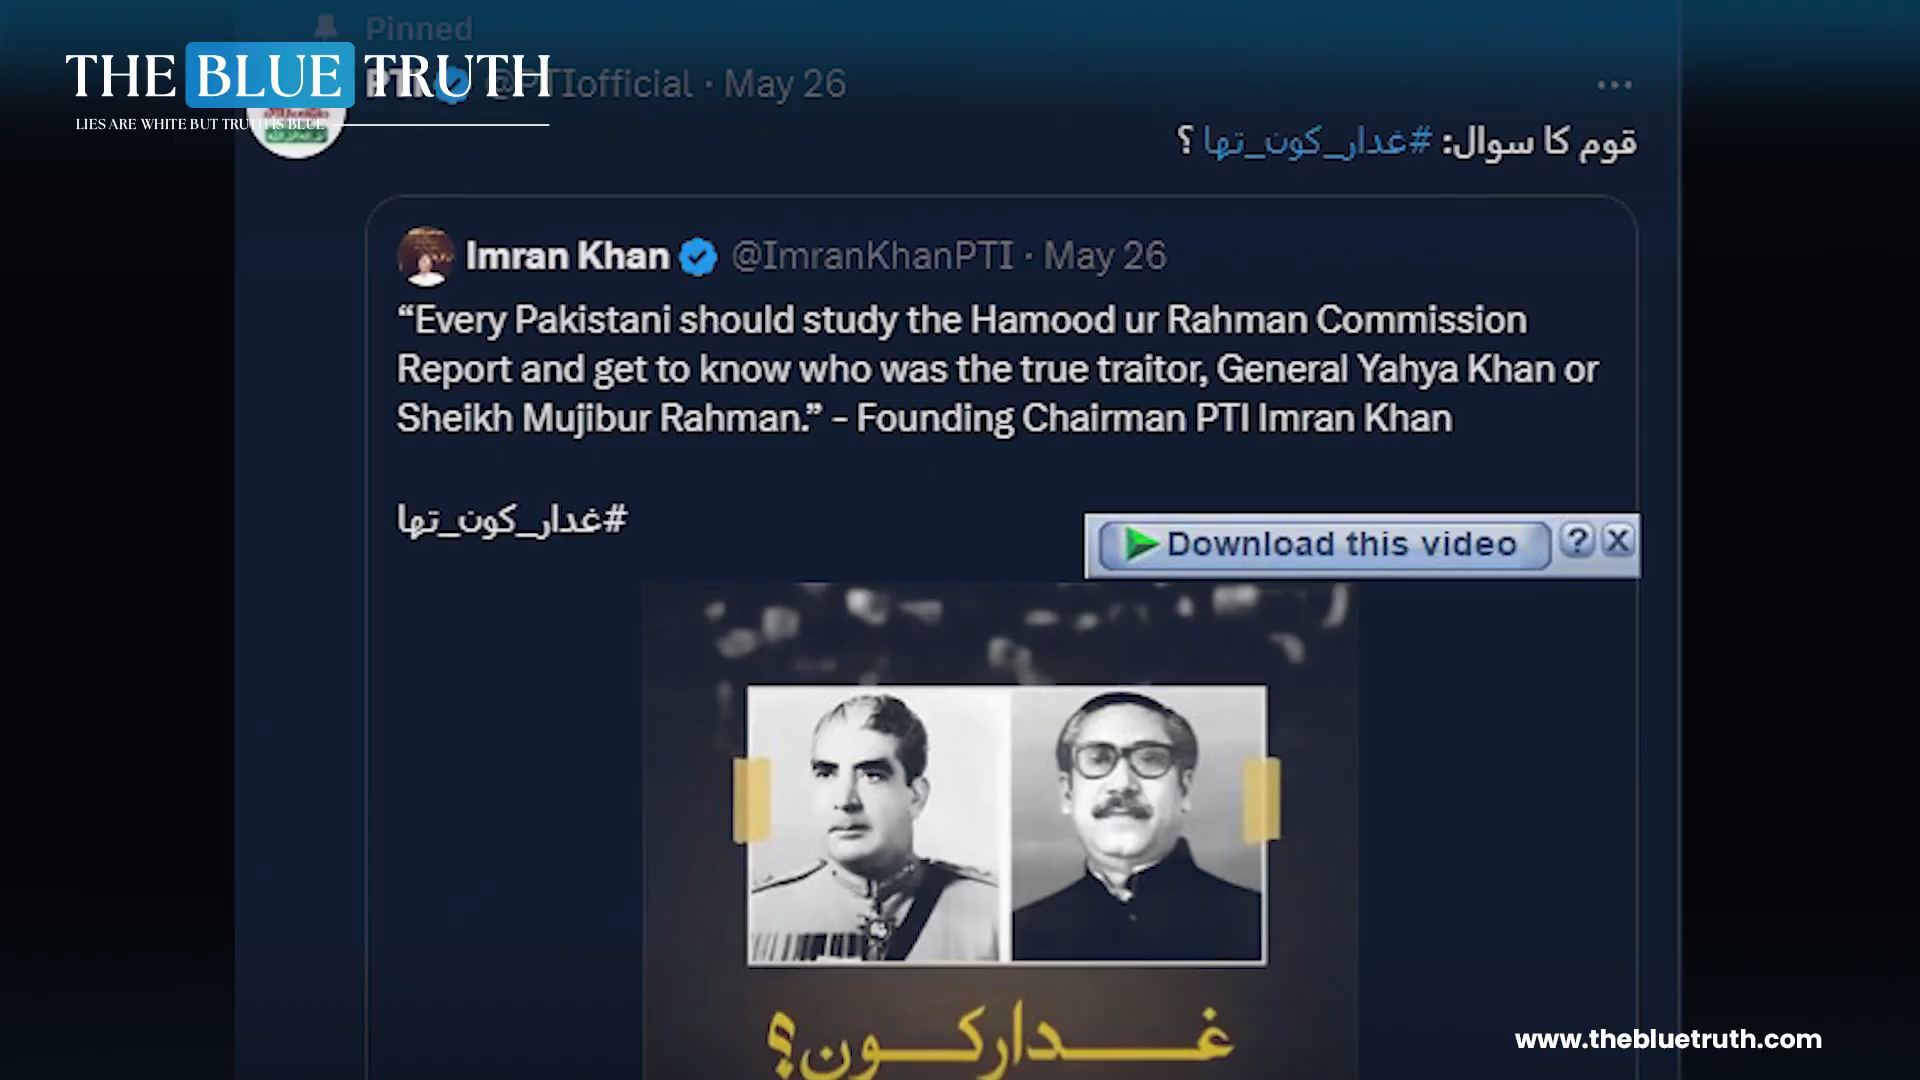 Pinned
THE BLUE TRUTH
LIES ARE WHITE BUT TRUTH IS BLUE
PTI @PTIofficial · May 26
قوم کا سوال: #غدار_کون_تھا ؟
Imran Khan @ImranKhanPTI · May 26
“Every Pakistani should study the Hamood ur Rahman Commission
Report and get to know who was the true traitor, General Yahya Khan or
Sheikh Mujibur Rahman.” - Founding Chairman PTI Imran Khan
#غدار_کون_تھا
Download this video ? X
غدار کون؟
www.thebluetruth.com